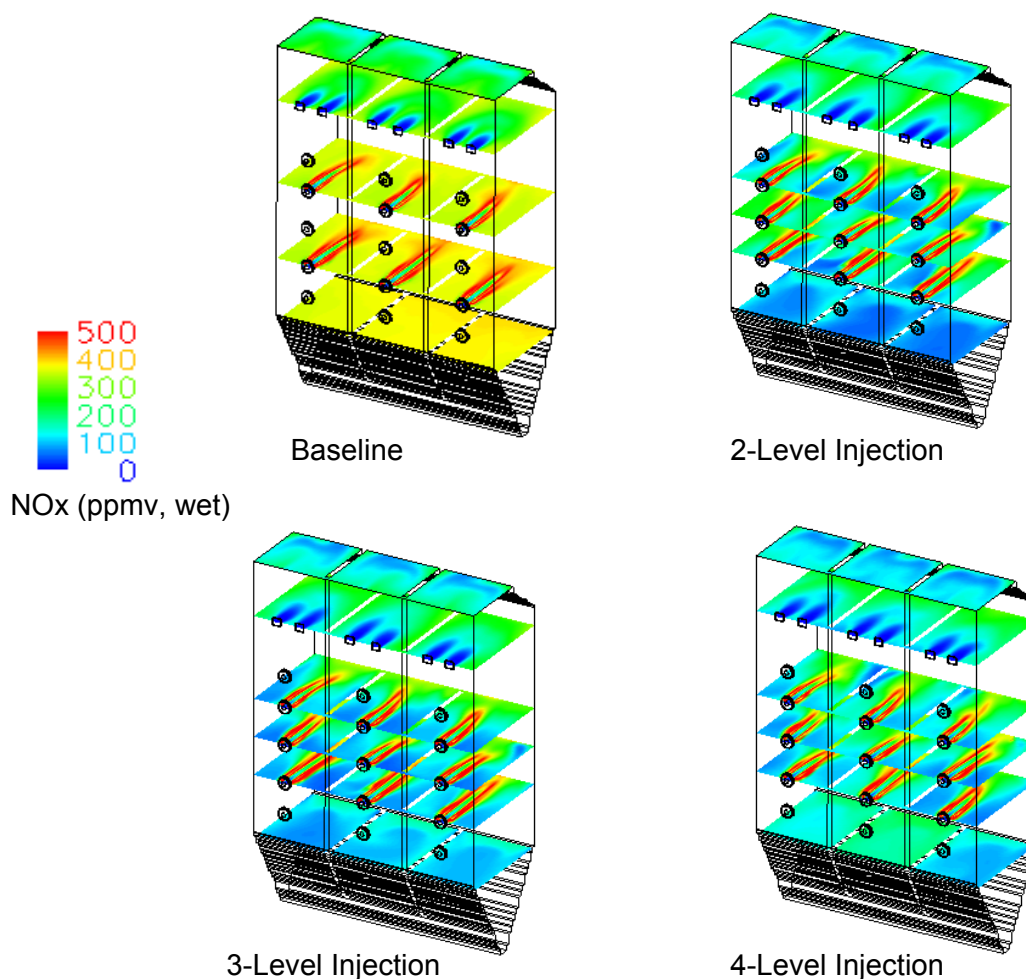 Baseline
2-Level Injection
500
400
300
200
100
0
NOx (ppmv, wet)
3-Level Injection
4-Level Injection